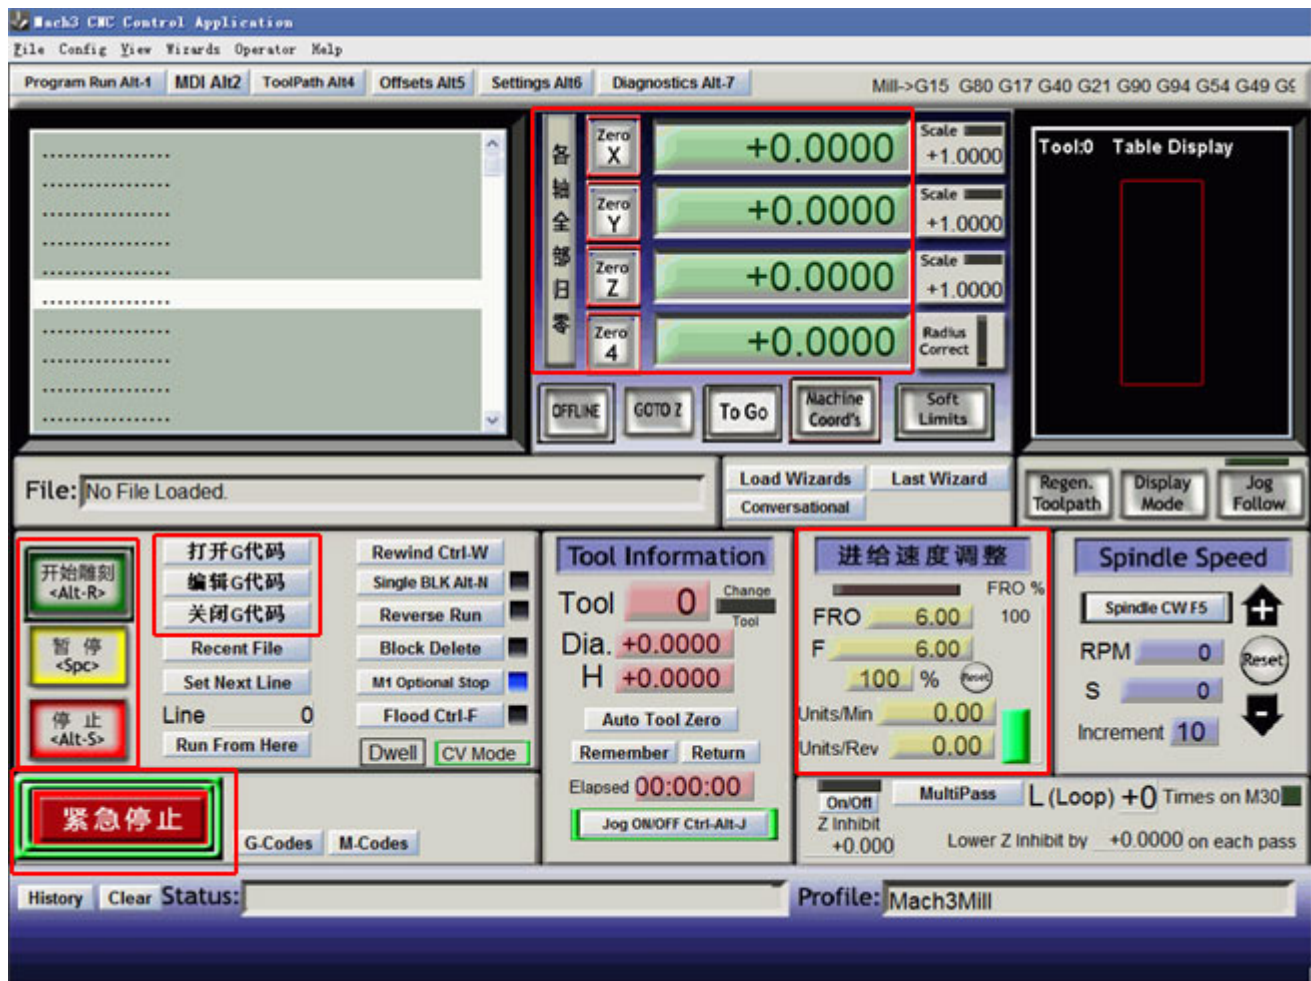 Mach3 CNC Control Application
File Config View Wizards Operator Help
Program Run Alt-1 MDI Alt2 ToolPath Alt4 Offsets Alt5 Settings Alt6 Diagnostics Alt-7 Mill->G15 G80 G17 G40 G21 G90 G94 G54 G49 G9
.................
.................
.................
.................
.................
.................
.................
.................
.................
.................
各轴全部归零
Zero X +0.0000 Scale +1.0000
Zero Y +0.0000 Scale +1.0000
Zero Z +0.0000 Scale +1.0000
Zero 4 +0.0000 Radius Correct
OFFLINE GOTO Z To Go Machine Coord's Soft Limits
Tool:0 Table Display
File: No File Loaded.
Load Wizards Last Wizard
Conversational
Regen. Toolpath Display Mode Jog Follow
开始雕刻
<Alt-R>
暂 停
<Spc>
停 止
<Alt-S>
打开G代码
编辑G代码
关闭G代码
Recent File
Set Next Line
Line 0
Run From Here
Rewind Ctrl-W
Single BLK Alt-N
Reverse Run
Block Delete
M1 Optional Stop
Flood Ctrl-F
Dwell CV Mode
紧急停止
G-Codes M-Codes
Tool Information
Tool 0 Change Tool
Dia. +0.0000
H +0.0000
Auto Tool Zero
Remember Return
Elapsed 00:00:00
Jog ON/OFF Ctrl-Alt-J
进给速度调整
FRO %
FRO 6.00 100
F 6.00
100 % Reset
Units/Min 0.00
Units/Rev 0.00
Spindle Speed
Spindle CW F5
RPM 0 Reset
S 0
Increment 10
On/Off
Z Inhibit
+0.000
MultiPass L (Loop) +0 Times on M30
Lower Z Inhibit by +0.0000 on each pass
History Clear Status: Profile: Mach3Mill